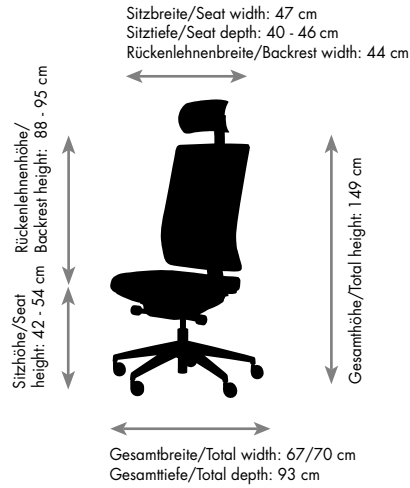 Sitzbreite/Seat width: 47 cm
Sitztiefe/Seat depth: 40 - 46 cm
Rückenlehnenbreite/Backrest width: 44 cm
Rückenlehnenhöhe/
Backrest height: 88 - 95 cm
Sitzhöhe/Seat
height: 42 - 54 cm
Gesamthöhe/Total height: 149 cm
Gesamtbreite/Total width: 67/70 cm
Gesamttiefe/Total depth: 93 cm